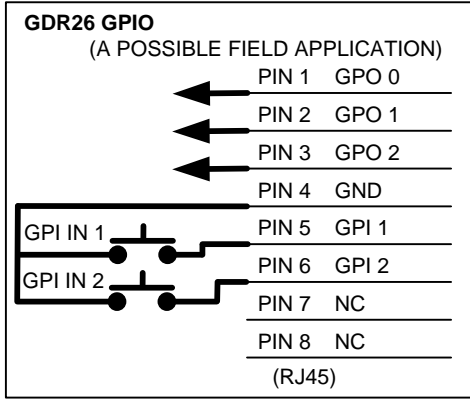 GDR26 GPIO
(A POSSIBLE FIELD APPLICATION)
PIN 1 GPO 0
PIN 2 GPO 1
PIN 3 GPO 2
PIN 4 GND
GPI IN 1 PIN 5 GPI 1
GPI IN 2 PIN 6 GPI 2
PIN 7 NC
PIN 8 NC
(RJ45)